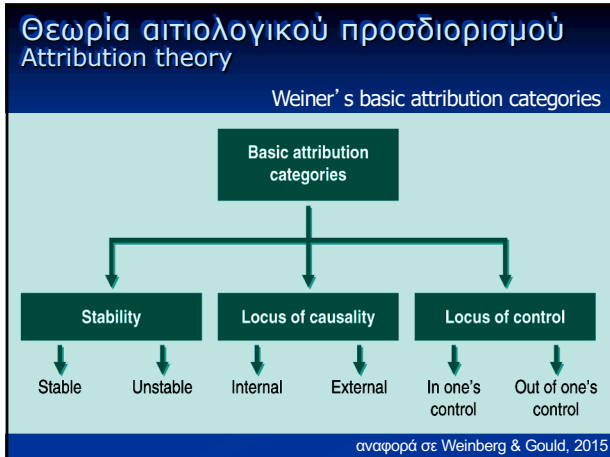 Θεωρία αιτιολογικού προσδιορισμού
Attribution theory
Weiner’s basic attribution categories
Basic attribution
categories
Stability
Locus of causality
Locus of control
Stable
Unstable
Internal
External
In one's
control
Out of one's
control
αναφορά σε Weinberg & Gould, 2015